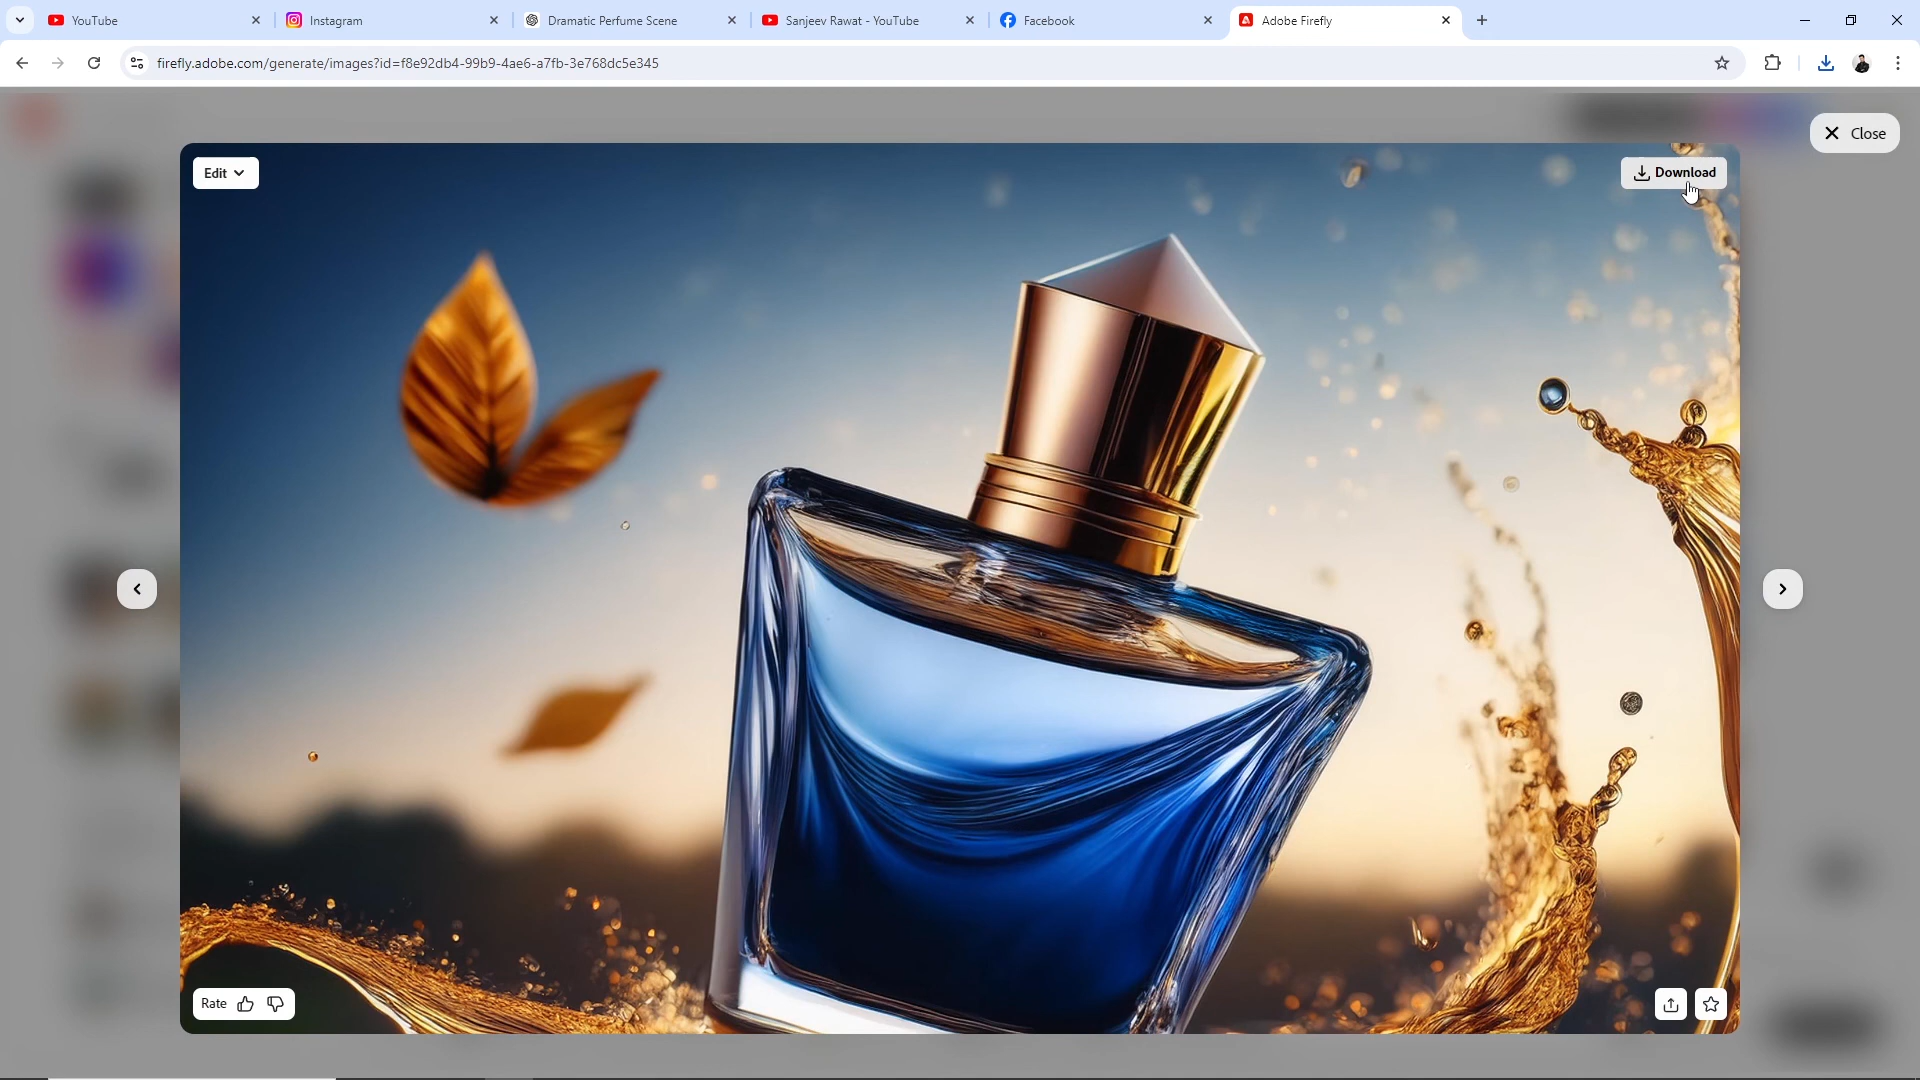 YouTube
Instagram
Dramatic Perfume Scene
Sanjeev Rawat - YouTube
Facebook
Adobe Firefly
firefly.adobe.com/generate/images?id=f8e92db4-99b9-4ae6-a7fb-3e768dc5e345
Close
Edit
Download
Rate